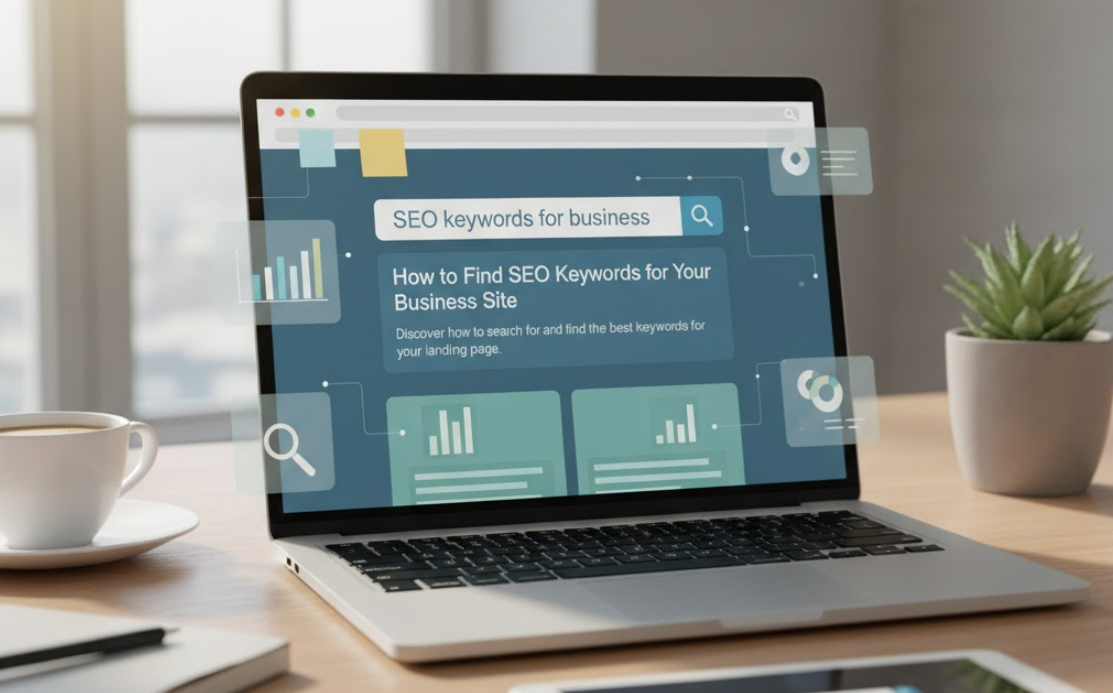 SEO keywords for business
How to Find SEO Keywords for Your
Business Site
Discover how to search for and find the best keywords for
your landing page.